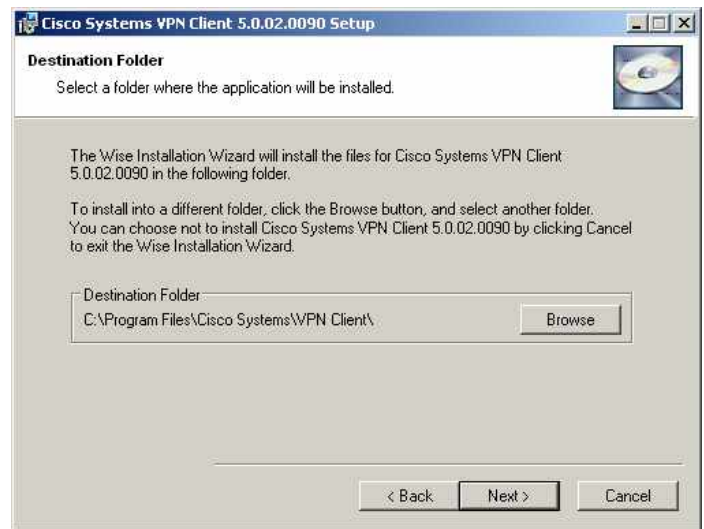 Cisco Systems VPN Client 5.0.02.0090 Setup
Destination Folder
Select a folder where the application will be installed.
The Wise Installation Wizard will install the files for Cisco Systems VPN Client
5.0.02.0090 in the following folder.
To install into a different folder, click the Browse button, and select another folder.
You can choose not to install Cisco Systems VPN Client 5.0.02.0090 by clicking Cancel
to exit the Wise Installation Wizard.
Destination Folder
C:\Program Files\Cisco Systems\VPN Client\
Browse
< Back
Next >
Cancel